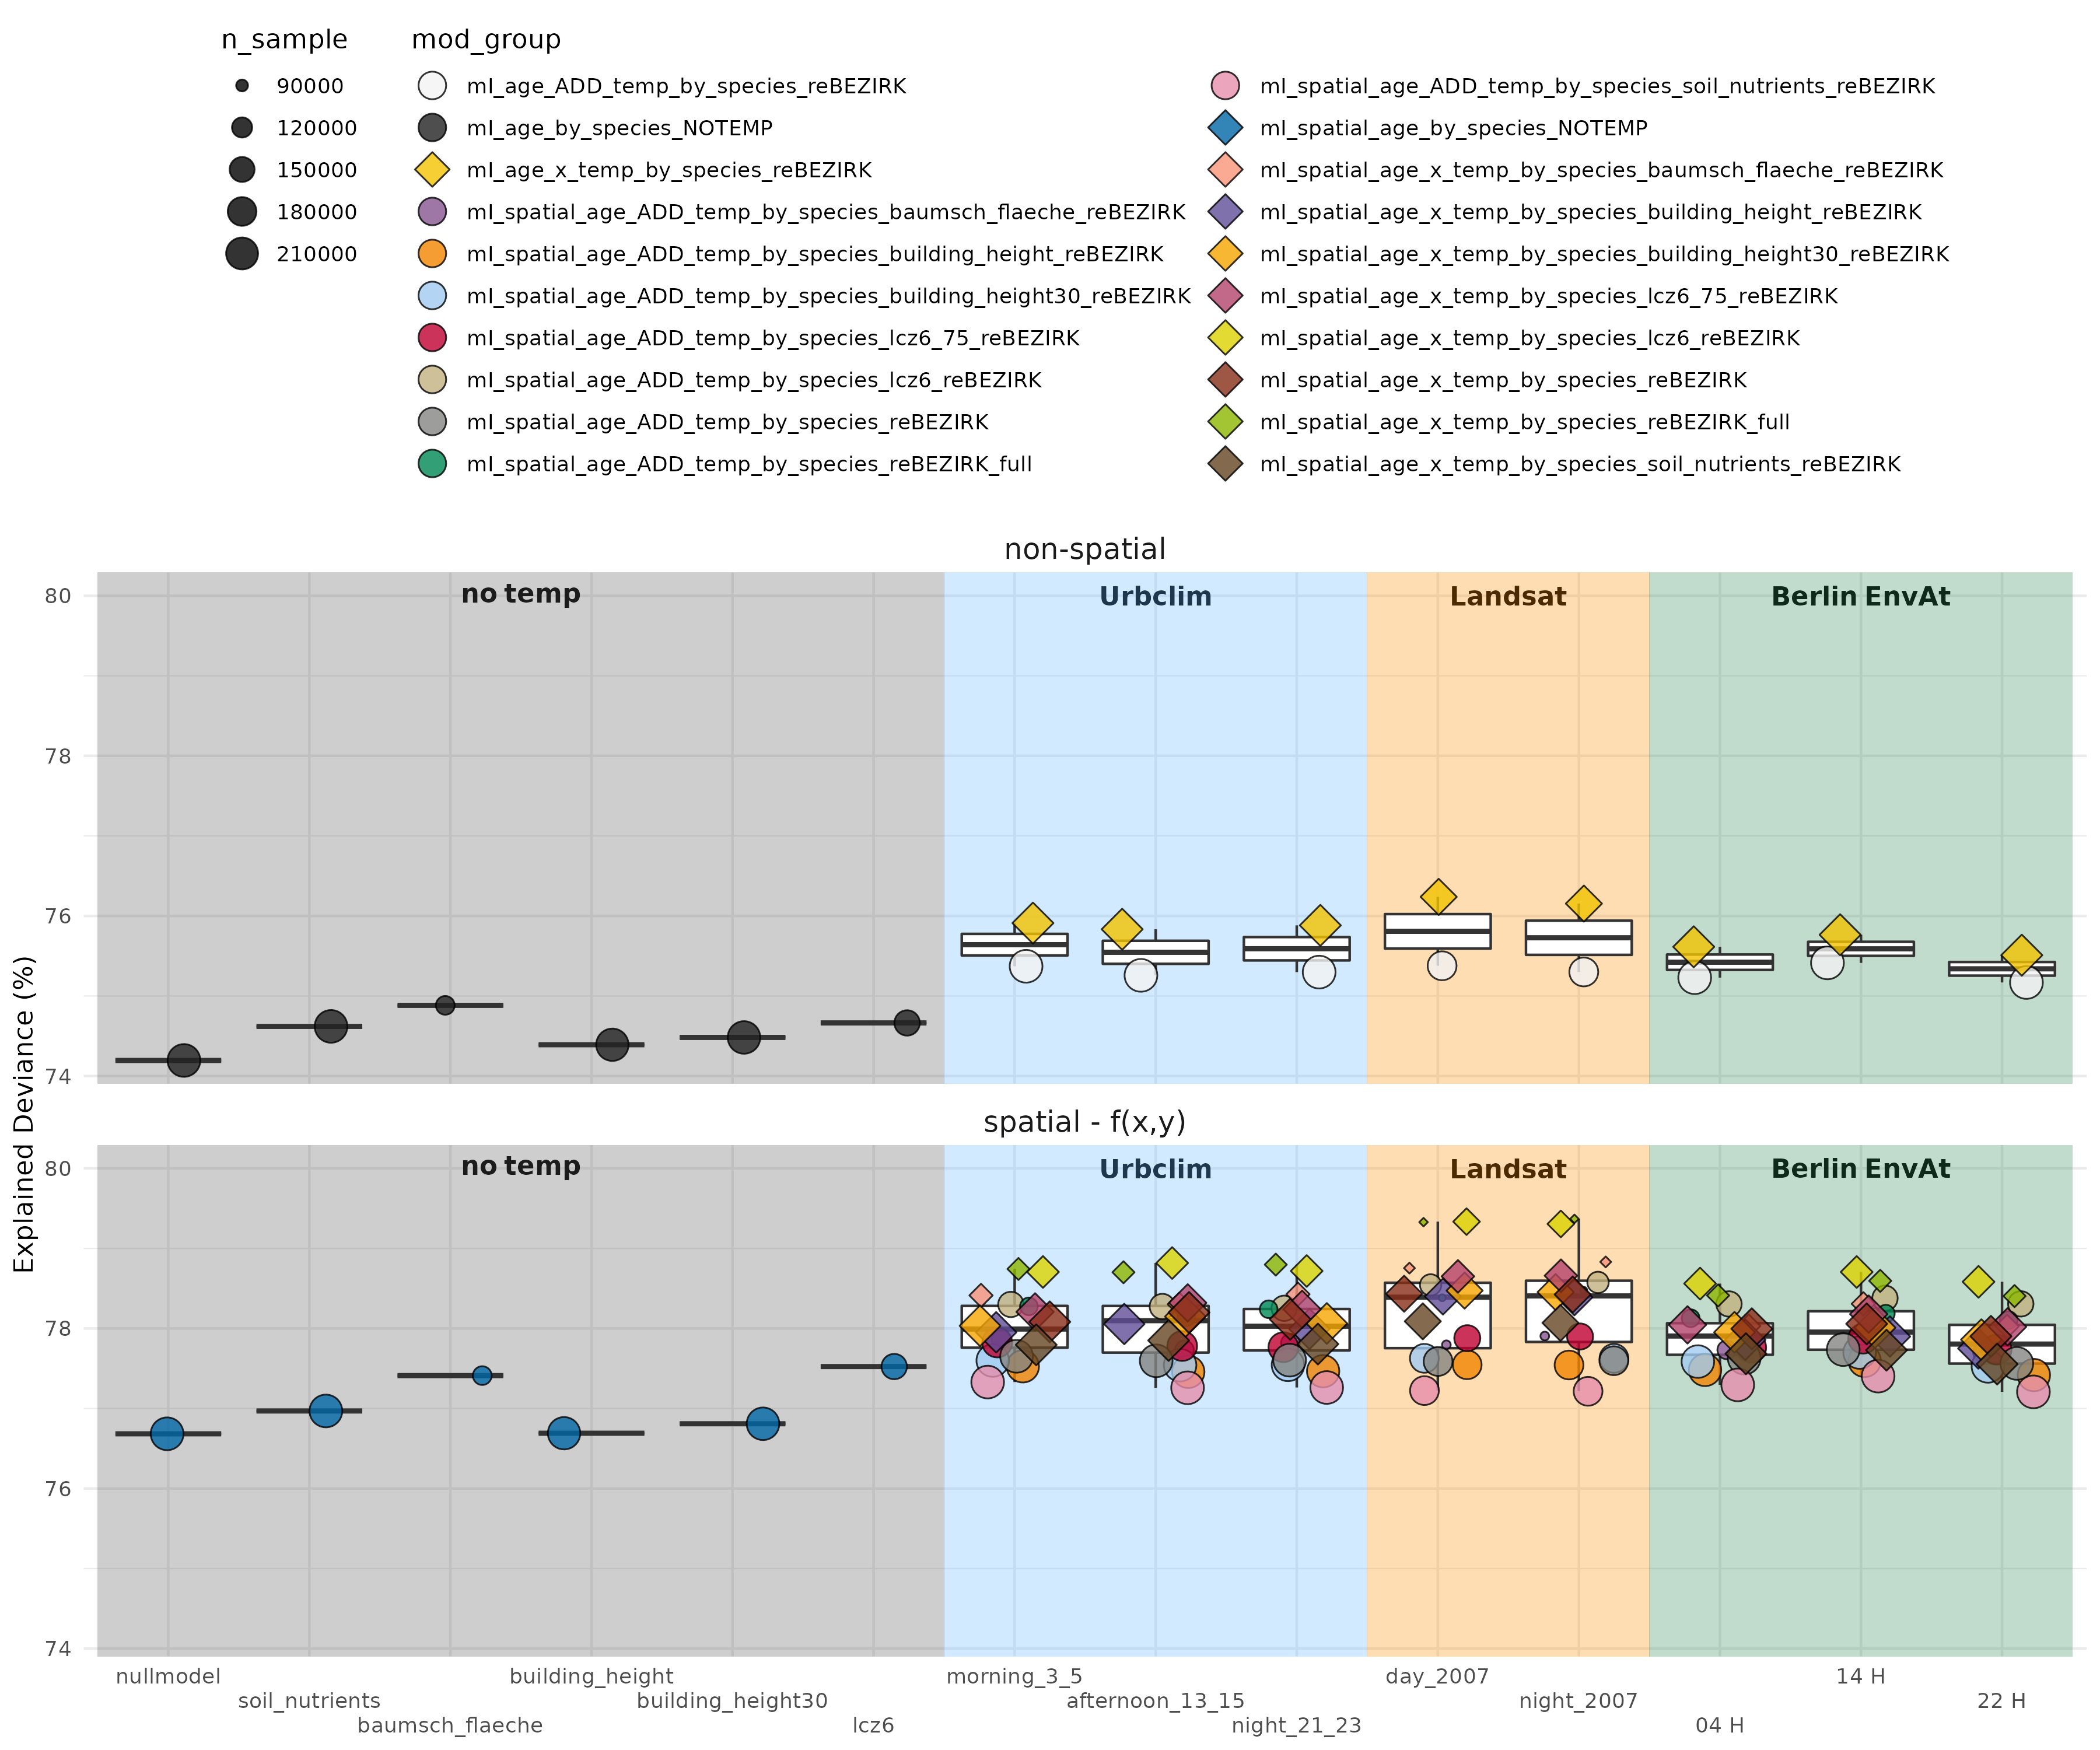 n_sample
90000
120000
150000
180000
210000
mod_group
ml_age_ADD_temp_by_species_reBEZIRK
ml_age_by_species_NOTEMP
ml_age_x_temp_by_species_reBEZIRK
ml_spatial_age_ADD_temp_by_species_baumsch_flaeche_reBEZIRK
ml_spatial_age_ADD_temp_by_species_building_height_reBEZIRK
ml_spatial_age_ADD_temp_by_species_building_height30_reBEZIRK
ml_spatial_age_ADD_temp_by_species_lcz6_75_reBEZIRK
ml_spatial_age_ADD_temp_by_species_lcz6_reBEZIRK
ml_spatial_age_ADD_temp_by_species_reBEZIRK
ml_spatial_age_ADD_temp_by_species_reBEZIRK_full
ml_spatial_age_ADD_temp_by_species_soil_nutrients_reBEZIRK
ml_spatial_age_by_species_NOTEMP
ml_spatial_age_x_temp_by_species_baumsch_flaeche_reBEZIRK
ml_spatial_age_x_temp_by_species_building_height_reBEZIRK
ml_spatial_age_x_temp_by_species_building_height30_reBEZIRK
ml_spatial_age_x_temp_by_species_lcz6_75_reBEZIRK
ml_spatial_age_x_temp_by_species_lcz6_reBEZIRK
ml_spatial_age_x_temp_by_species_reBEZIRK
ml_spatial_age_x_temp_by_species_reBEZIRK_full
ml_spatial_age_x_temp_by_species_soil_nutrients_reBEZIRK
Explained Deviance (%)
non-spatial
no temp
Urbclim
Landsat
Berlin EnvAt
80
78
76
74
spatial - f(x,y)
no temp
Urbclim
Landsat
Berlin EnvAt
80
78
76
74
nullmodel
soil_nutrients
baumsch_flaeche
building_height
building_height30
lcz6
morning_3_5
afternoon_13_15
night_21_23
day_2007
night_2007
04 H
14 H
22 H